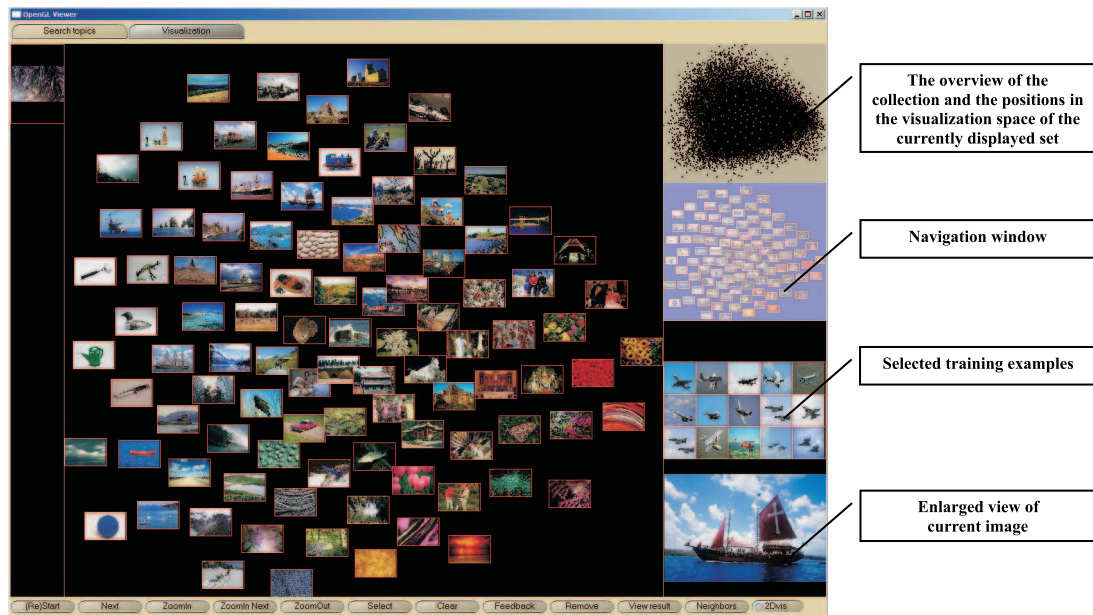 OpenGL Viewer
Search topics
Visualization
The overview of the
collection and the positions in
the visualization space of the
currently displayed set
Navigation window
Selected training examples
Enlarged view of
current image
(Re)Start
Next
ZoomIn
ZoomIn Next
ZoomOut
Select
Clear
Feedback
Remove
View result
Neighbors
2Dvis